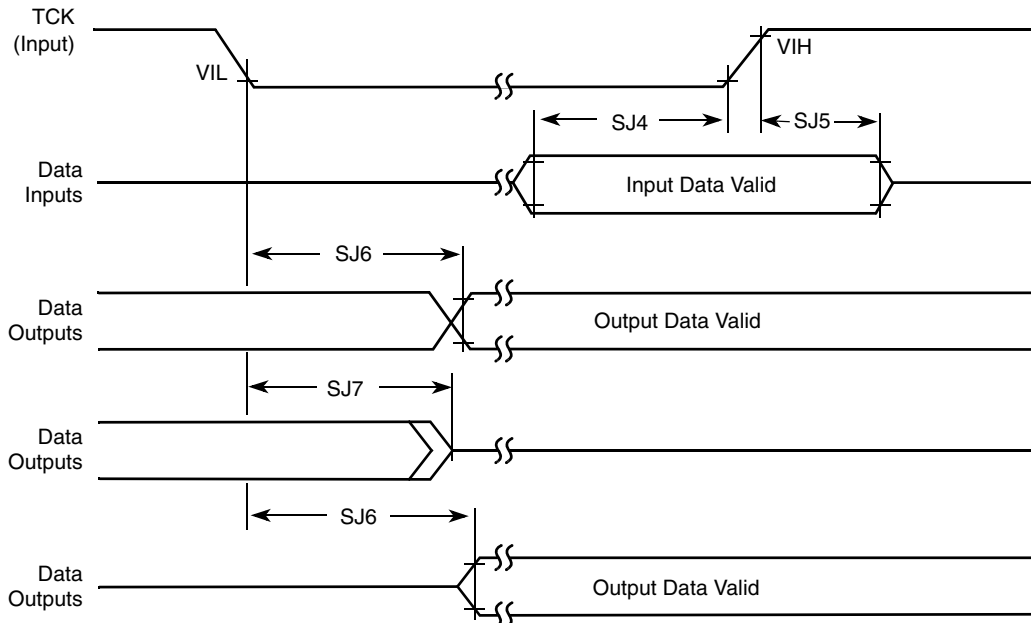 TCK
(Input)
VIL
VIH
SJ4
SJ5
Data
Inputs
Input Data Valid
SJ6
Data
Outputs
Output Data Valid
SJ7
Data
Outputs
SJ6
Data
Outputs
Output Data Valid